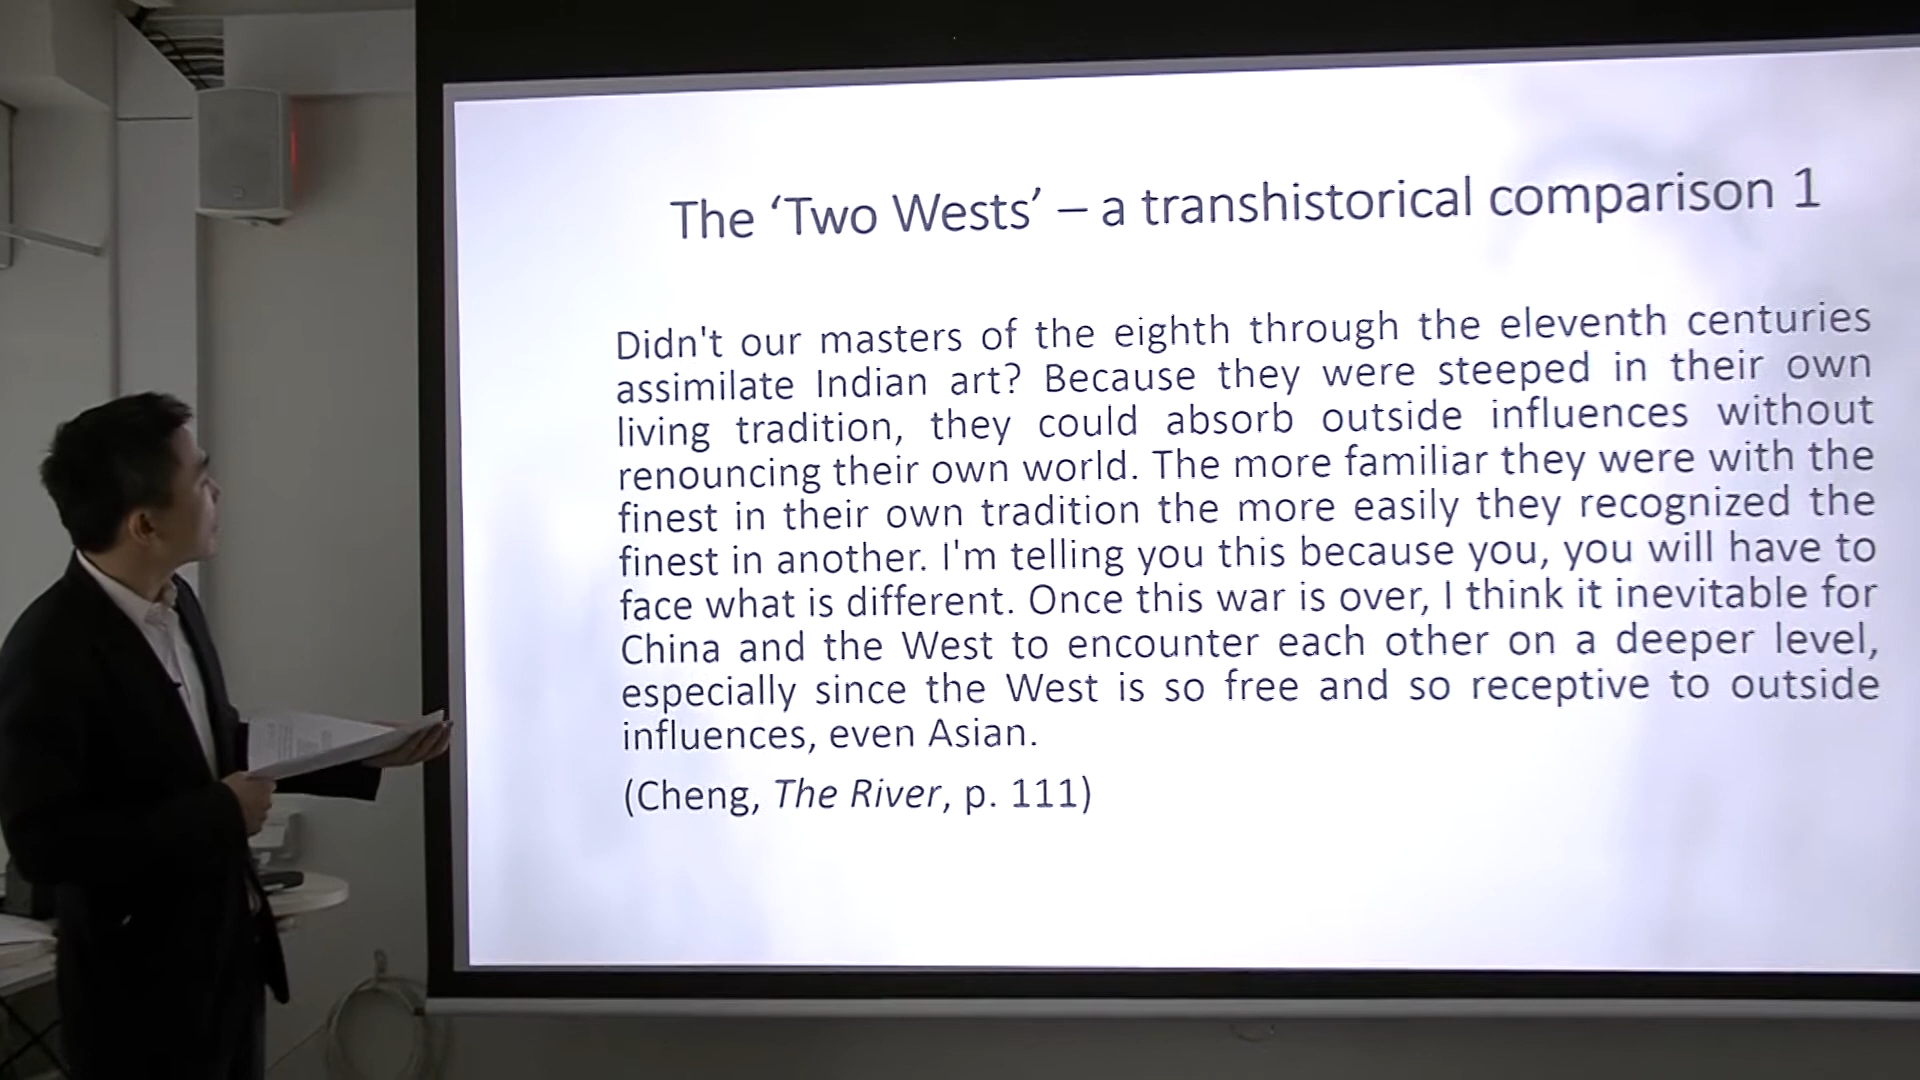 The ‘Two Wests’ – a transhistorical comparison 1
Didn't our masters of the eighth through the eleventh centuries
assimilate Indian art? Because they were steeped in their own
living tradition, they could absorb outside influences without
renouncing their own world. The more familiar they were with the
finest in their own tradition the more easily they recognized the
finest in another. I'm telling you this because you, you will have to
face what is different. Once this war is over, I think it inevitable for
China and the West to encounter each other on a deeper level,
especially since the West is so free and so receptive to outside
influences, even Asian.
(Cheng, The River, p. 111)